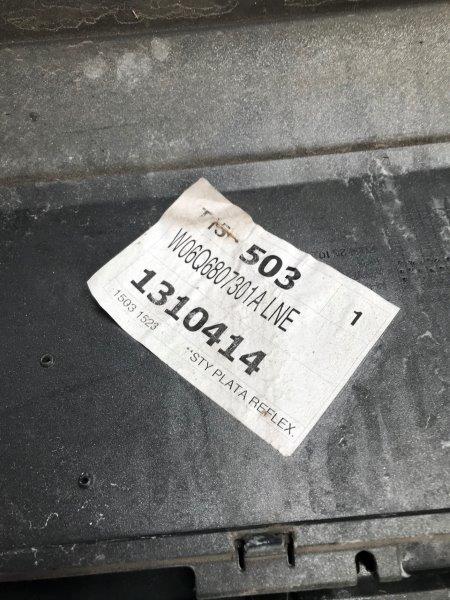 503 1
W06Q6807301A LNE
1310414
1503 1523
**STY PLATA REFLEX.